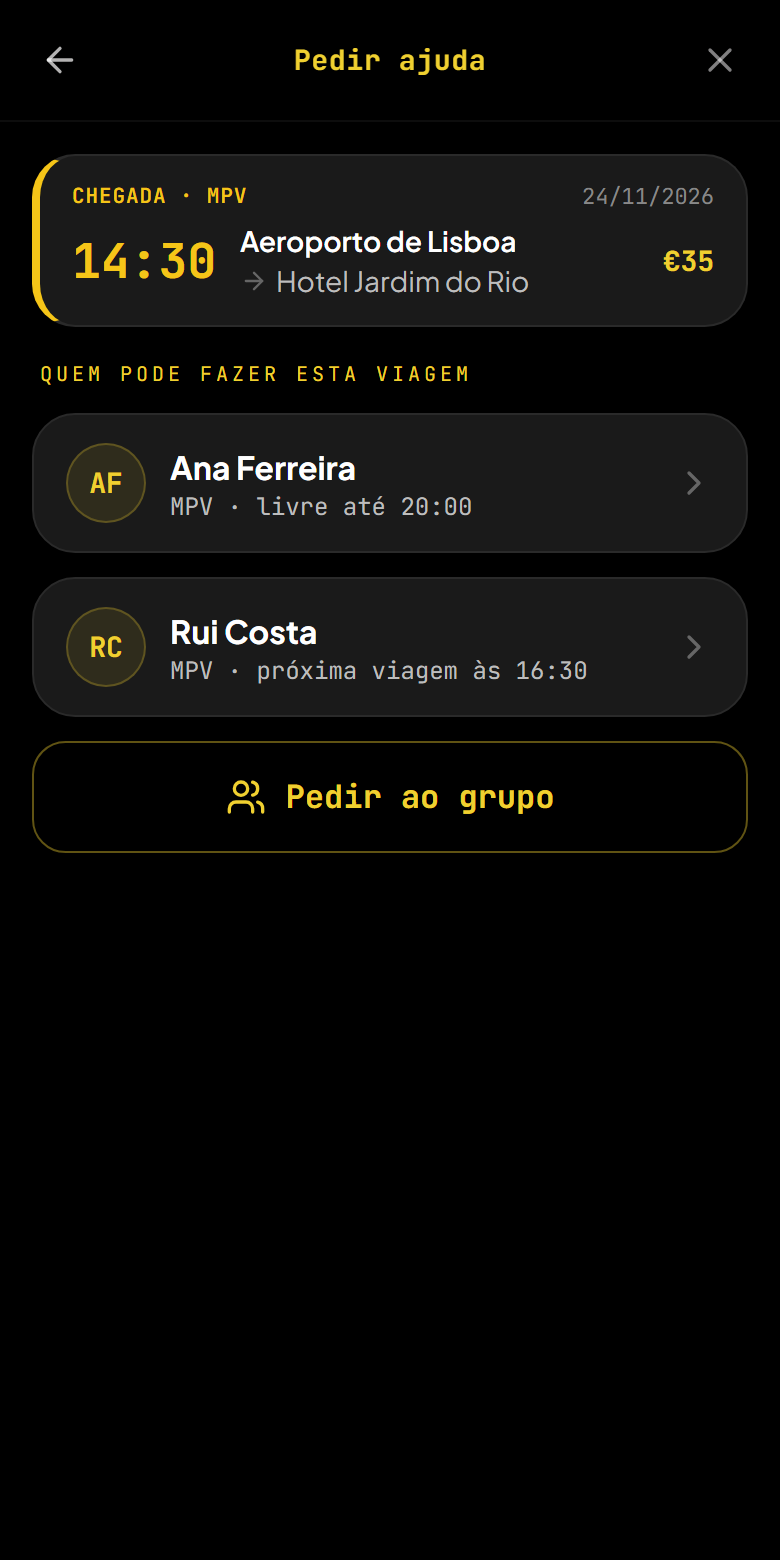 Pedir ajuda
CHEGADA · MPV
24/11/2026
14:30
Aeroporto de Lisboa
→ Hotel Jardim do Rio
€35
QUEM PODE FAZER ESTA VIAGEM
AF
Ana Ferreira
MPV · livre até 20:00
RC
Rui Costa
MPV · próxima viagem às 16:30
Pedir ao grupo